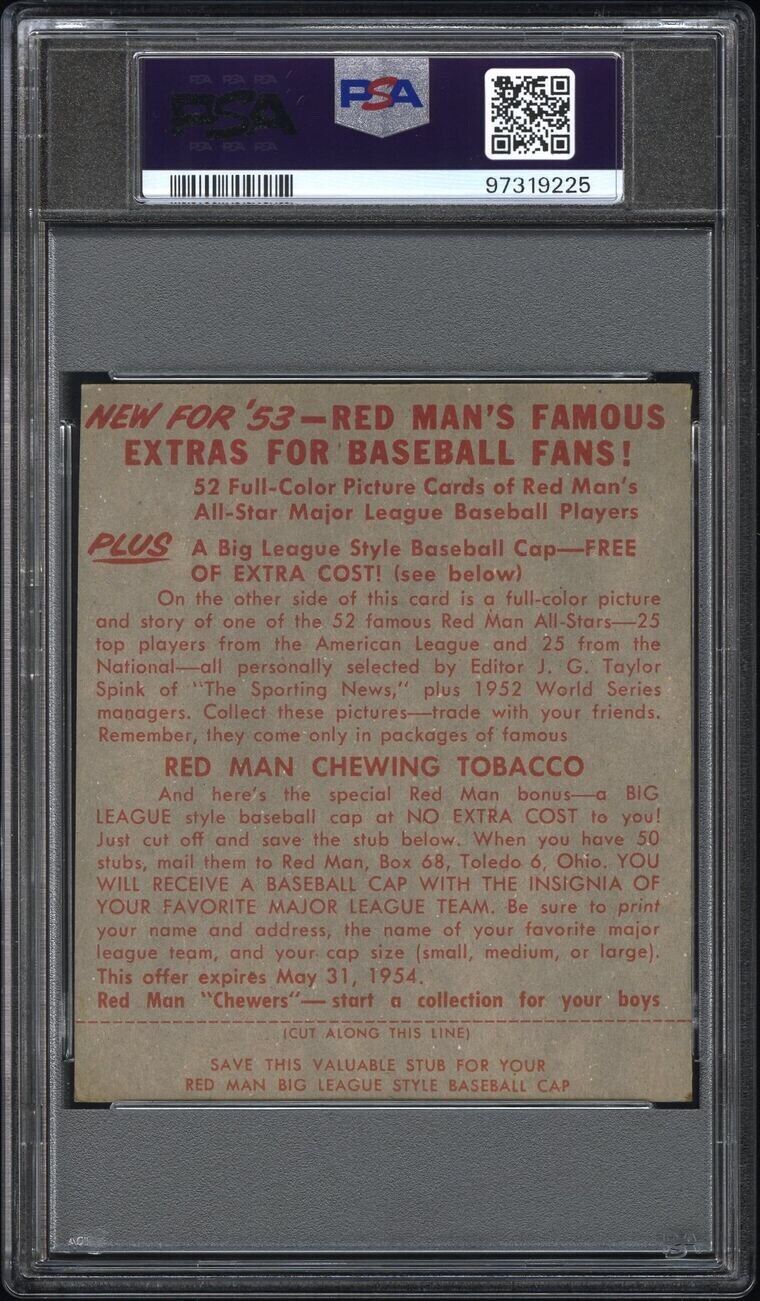 PSA PSA PSA
PSA
PSA PSA PSA
PSA
97319225
NEW FOR '53—RED MAN'S FAMOUS
EXTRAS FOR BASEBALL FANS!
52 Full-Color Picture Cards of Red Man's
All-Star Major League Baseball Players
PLUS A Big League Style Baseball Cap—FREE
OF EXTRA COST! (see below)
On the other side of this card is a full-color picture
and story of one of the 52 famous Red Man All-Stars—25
top players from the American League and 25 from the
National—all personally selected by Editor J. G. Taylor
Spink of "The Sporting News," plus 1952 World Series
managers. Collect these pictures—trade with your friends.
Remember, they come only in packages of famous
RED MAN CHEWING TOBACCO
And here's the special Red Man bonus—a BIG
LEAGUE style baseball cap at NO EXTRA COST to you!
Just cut off and save the stub below. When you have 50
stubs, mail them to Red Man, Box 68, Toledo 6, Ohio. YOU
WILL RECEIVE A BASEBALL CAP WITH THE INSIGNIA OF
YOUR FAVORITE MAJOR LEAGUE TEAM. Be sure to print
your name and address, the name of your favorite major
league team, and your cap size (small, medium, or large).
This offer expires May 31, 1954.
Red Man "Chewers"—start a collection for your boys
(CUT ALONG THIS LINE)
SAVE THIS VALUABLE STUB FOR YOUR
RED MAN BIG LEAGUE STYLE BASEBALL CAP